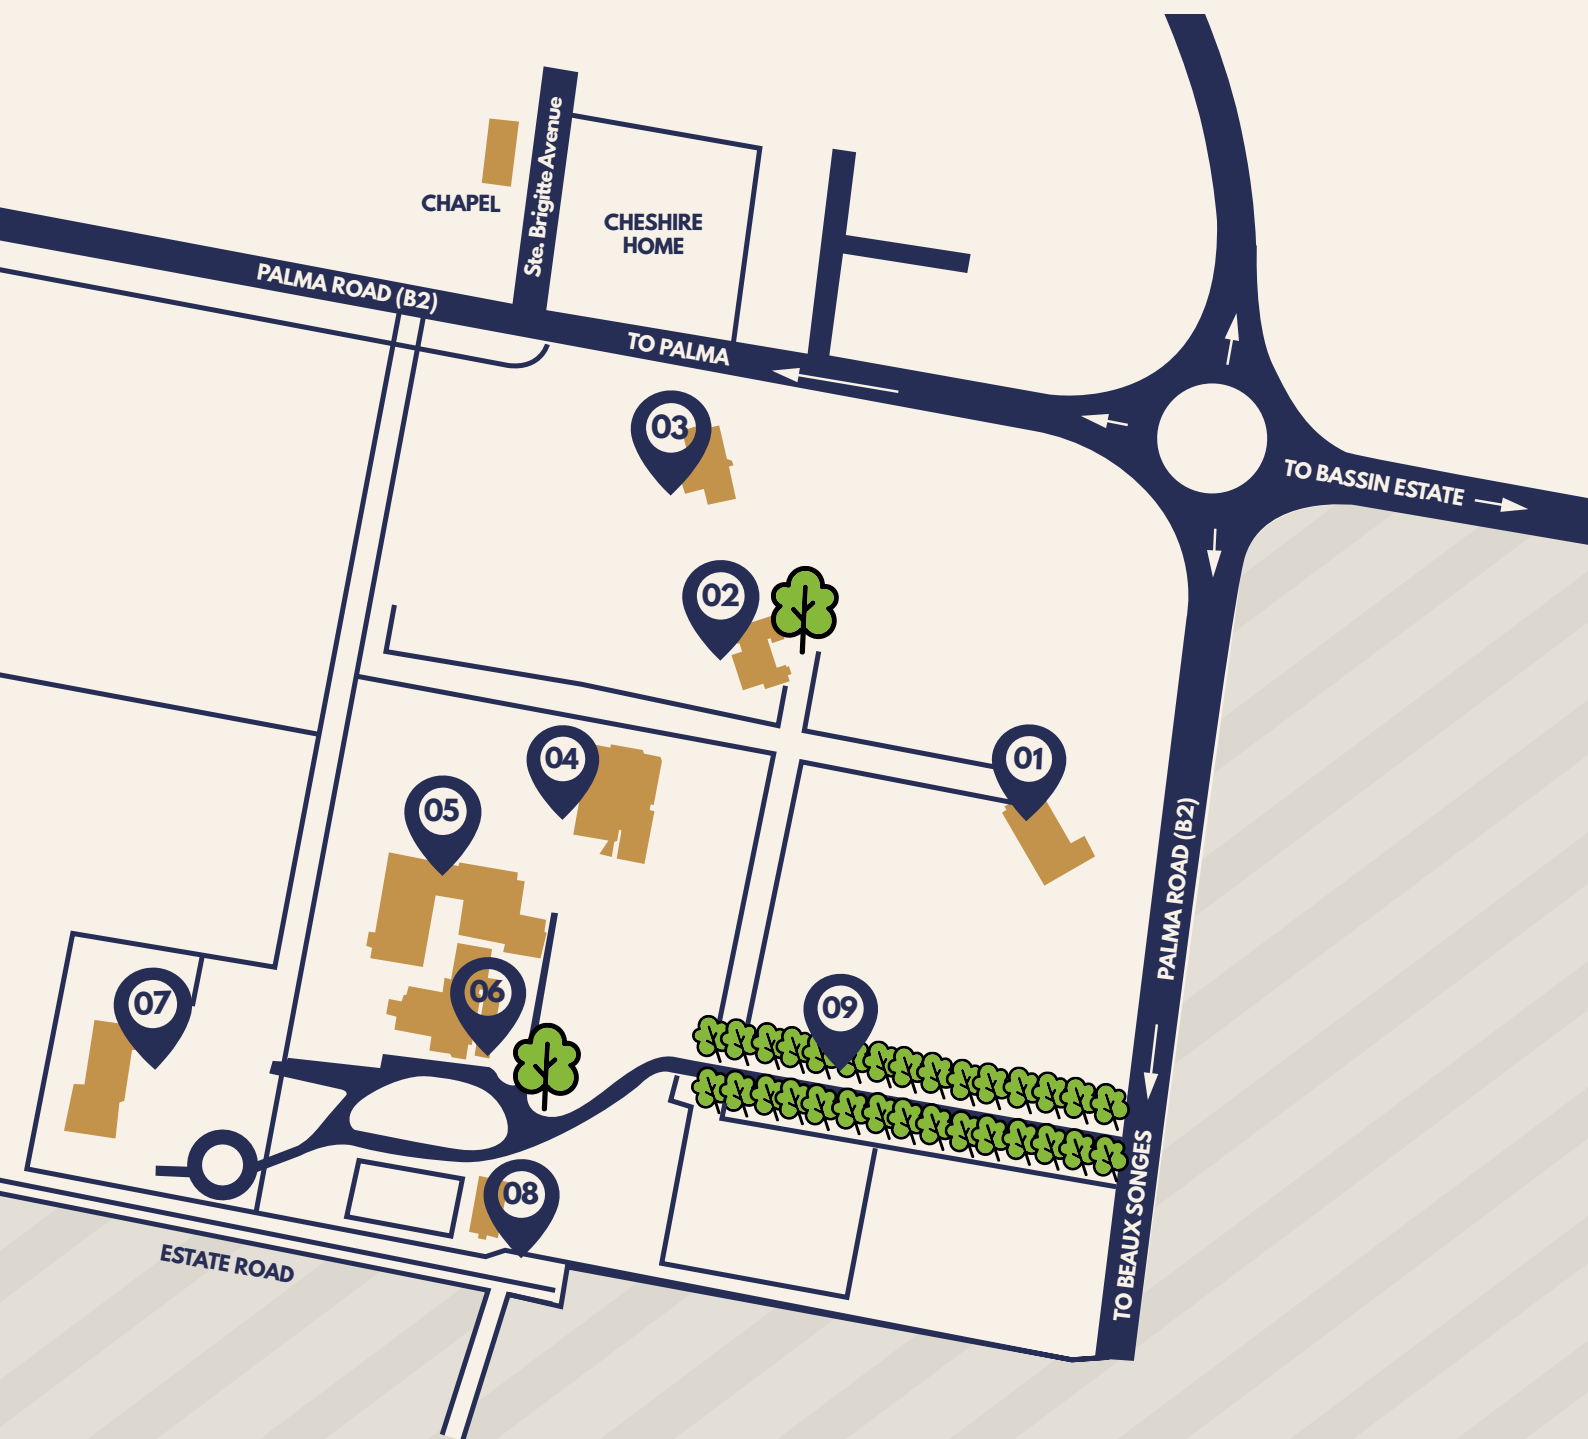 Ste. Brigitte Avenue
CHAPEL
CHESHIRE
HOME
PALMA ROAD (B2)
TO PALMA
TO BASSIN ESTATE
03
02
04
01
05
PALMA ROAD (B2)
06
07
09
08
TO BEAUX SONGES
ESTATE ROAD